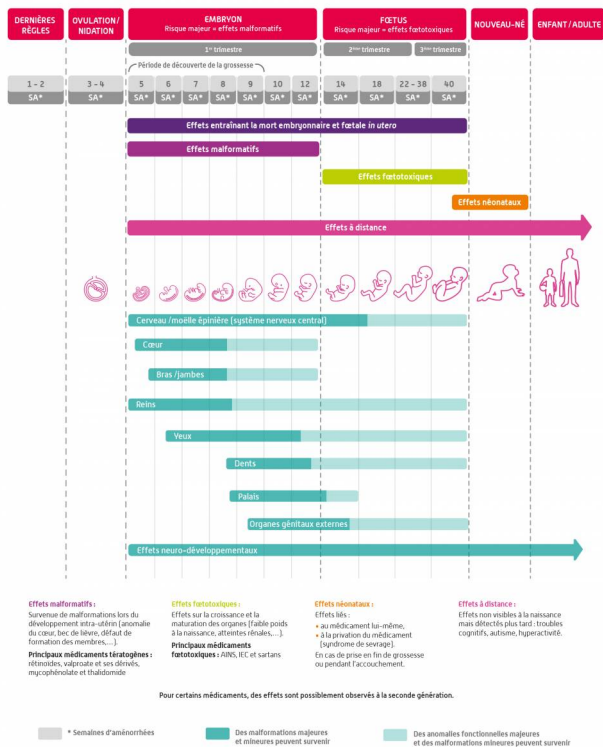 DERNIÈRES
RÈGLES
OVULATION/
NIDATION
EMBRYON
Risque majeur = effets malformatifs
FŒTUS
Risque majeur = effets fœtotoxiques
NOUVEAU-NÉ
ENFANT/ADULTE
1er trimestre
2ème trimestre
3ème trimestre
Période de découverte de la grossesse
1 - 2
3 - 4
5
6
7
8
9
10
12
14
18
22 - 38
40
SA*
SA*
SA*
SA*
SA*
SA*
SA*
SA*
SA*
SA*
SA*
SA*
SA*
Effets entraînant la mort embryonnaire et fœtale in utero
Effets malformatifs
Effets fœtotoxiques
Effets néonataux
Effets à distance
Cerveau /moëlle épinière (système nerveux central)
Cœur
Bras /Jambes
Reins
Yeux
Dents
Palais
Organes génitaux externes
Effets neuro-développementaux
Effets malformatifs :
Survenue de malformations lors du
développement intra-utérin (anomalie
du cœur, bec de lièvre, défaut de
formation des membres,…).
Principaux médicaments tératogènes :
rétinoïdes, valproate et ses dérivés,
mycophénolate et thalidomide
Effets fœtotoxiques :
Effets sur la croissance et la
maturation des organes (faible poids
à la naissance, atteintes rénales,…).
Principaux médicaments
fœtotoxiques : AINS, IEC et sartans
Effets néonataux :
Effets liés :
• au médicament lui-même,
• à la privation du médicament
(syndrome de sevrage).
En cas de prise en fin de grossesse
ou pendant l'accouchement.
Effets à distance :
Effets non visibles à la naissance
mais détectés plus tard : troubles
cognitifs, autisme, hyperactivité.
Pour certains médicaments, des effets sont possiblement observés à la seconde génération.
* Semaines d'aménorrhées
Des malformations majeures
et mineures peuvent survenir
Des anomalies fonctionnelles majeures
et des malformations mineures peuvent survenir